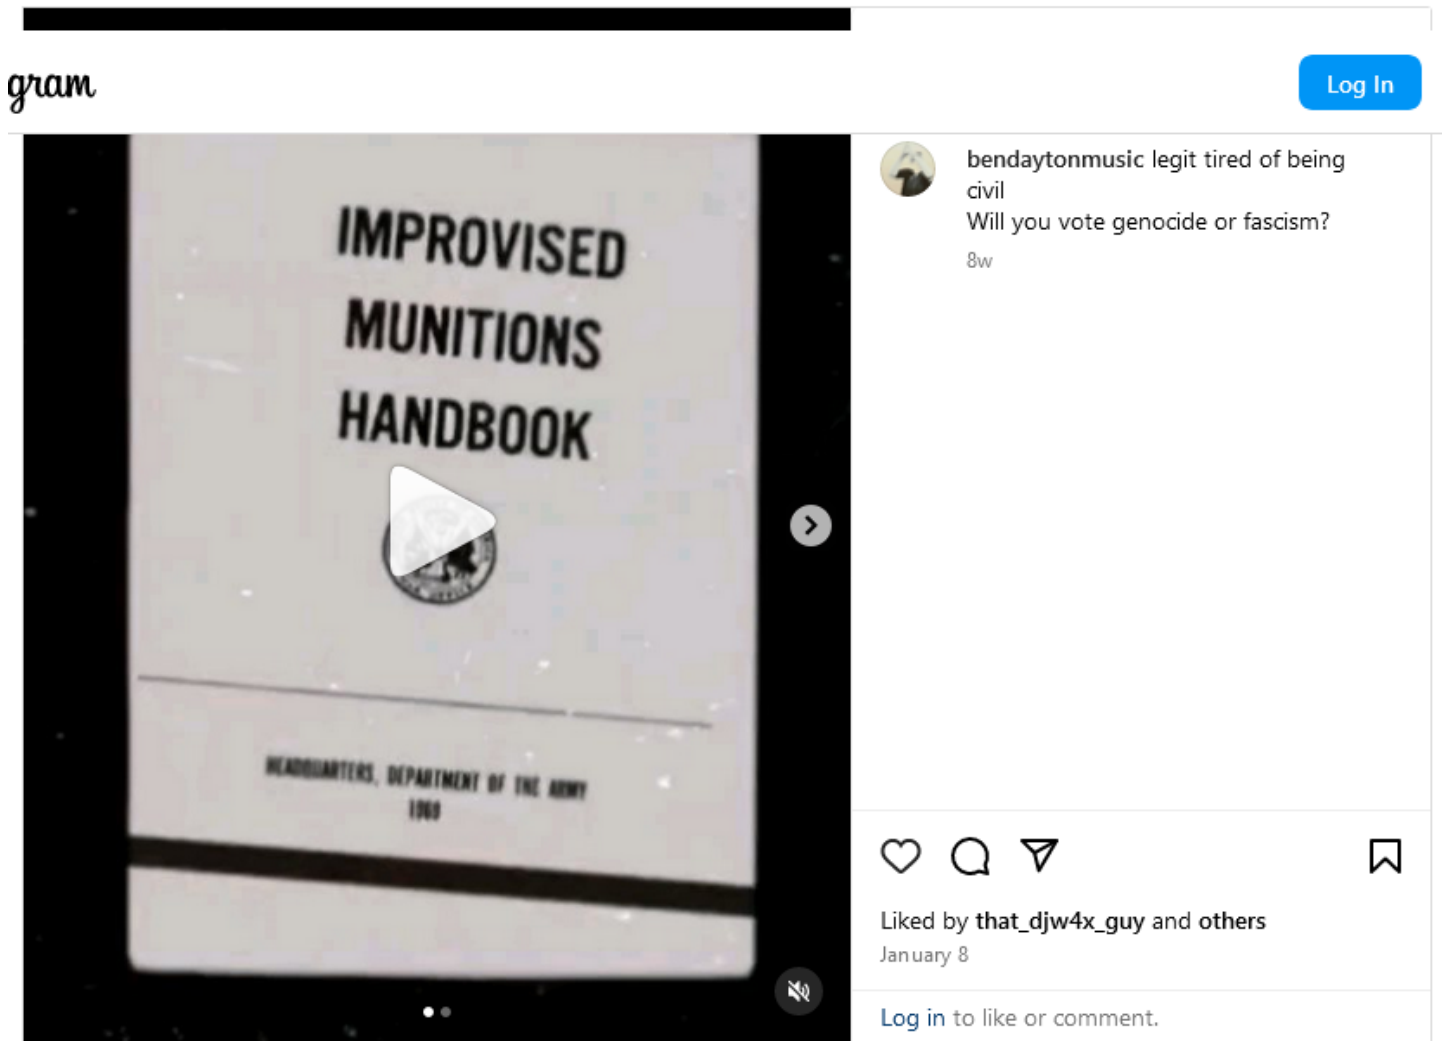 gram
Log In
IMPROVISED
MUNITIONS
HANDBOOK
HEADQUARTERS, DEPARTMENT OF THE ARMY
1969
bendaytonmusic legit tired of being
civil
Will you vote genocide or fascism?
8w
Liked by that_djw4x_guy and others
January 8
Log in to like or comment.